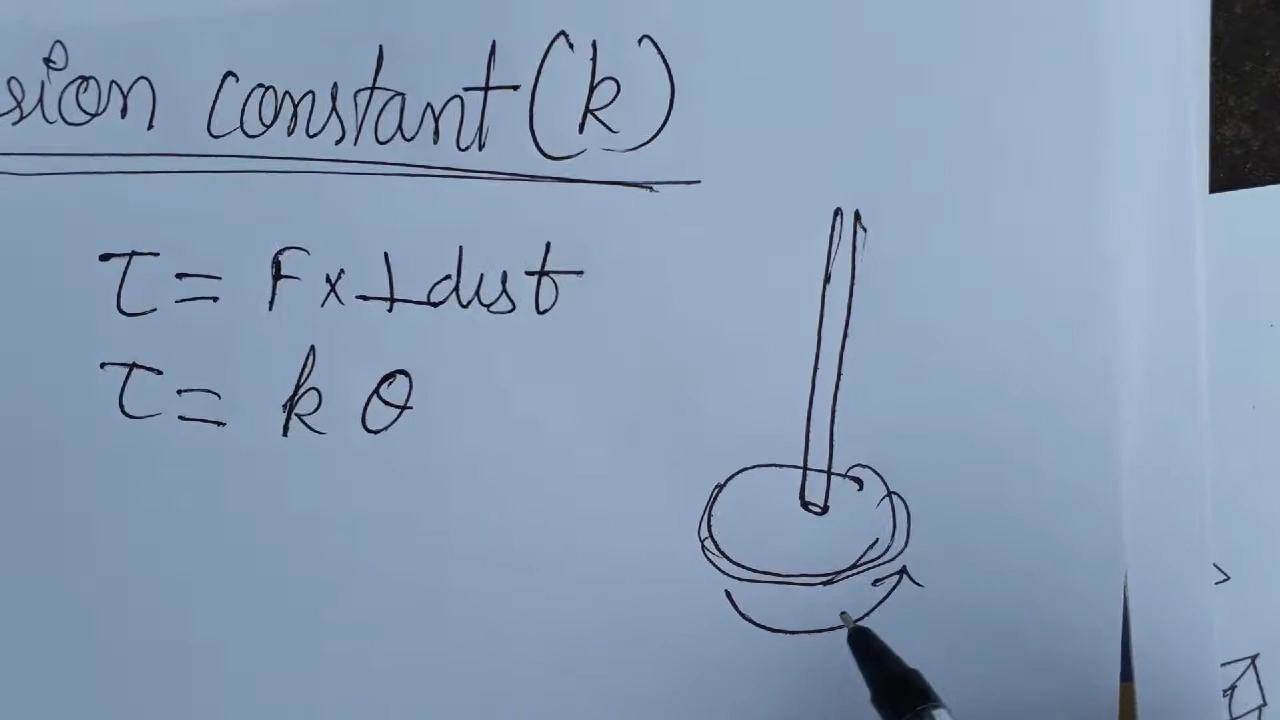 sion constant (k)
τ = F × ⊥ dist
τ = k θ